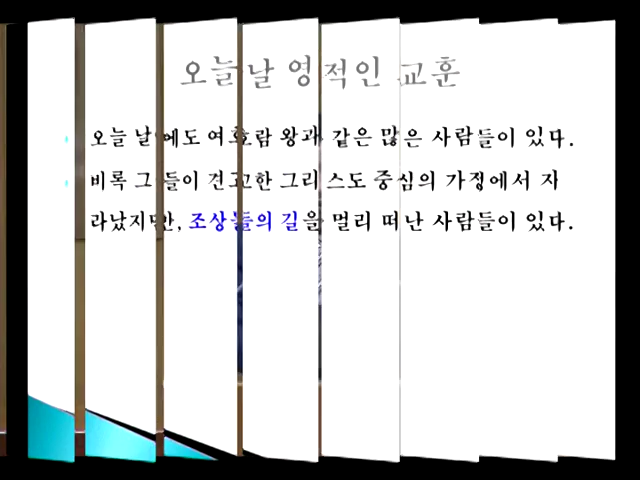 오늘날 영적인 교훈
오늘 날에도 여호람 왕과 같은 많은 사람들이 있다.
비록 그들이 견고한 그리스도 중심의 가정에서 자
라났지만, 조상들의 길을 멀리 떠난 사람들이 있다.